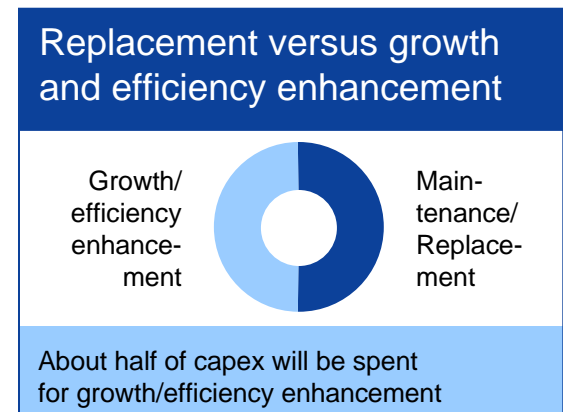 Replacement versus growth
and efficiency enhancement
Growth/
efficiency
enhance-
ment
Main-
tenance/
Replace-
ment
About half of capex will be spent
for growth/efficiency enhancement